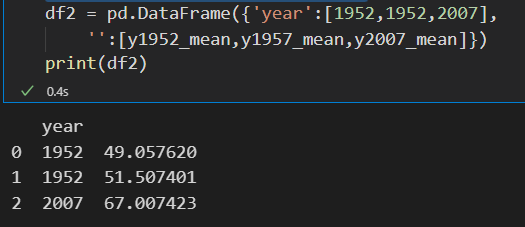 df2 = pd.DataFrame({'year':[1952,1952,2007],
    '':[y1952_mean,y1957_mean,y2007_mean]})
print(df2)
0.4s
   year
0  1952  49.057620
1  1952  51.507401
2  2007  67.007423